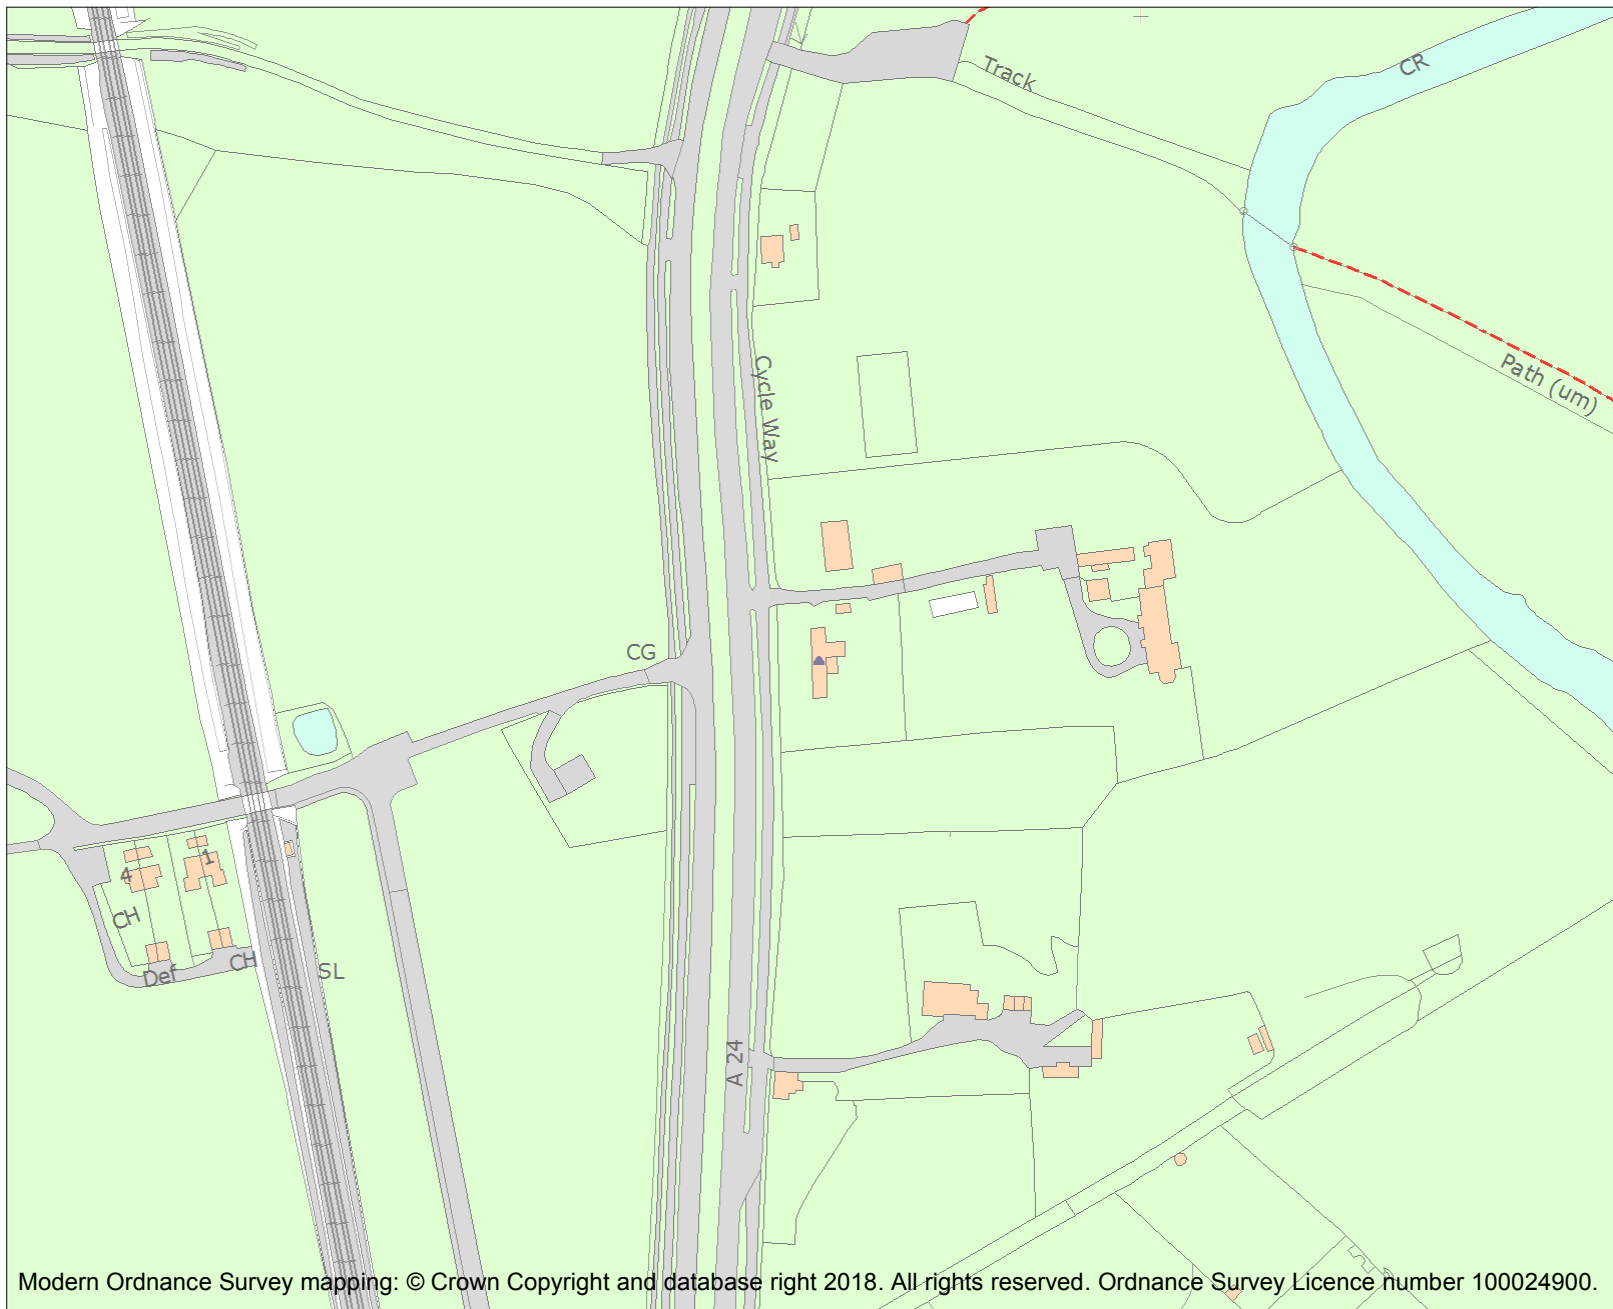 CR
Track
Path (um)
Cycle Way
CG
1
4
CH
CH
Def
SL
A 24
Modern Ordnance Survey mapping: © Crown Copyright and database right 2018. All rights reserved. Ordnance Survey Licence number 100024900.